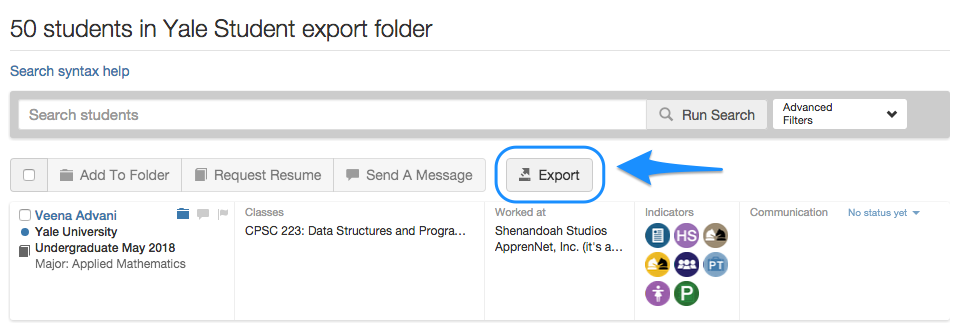 50 students in Yale Student export folder
Search syntax help
Search students
Run Search
Advanced
Filters
Add To Folder
Request Resume
Send A Message
Export
Veena Advani
Yale University
Undergraduate May 2018
Major: Applied Mathematics
Classes
CPSC 223: Data Structures and Progra...
Worked at
Shenandoah Studios
ApprenNet, Inc. (it's a...
Indicators
HS
PT
P
Communication
No status yet